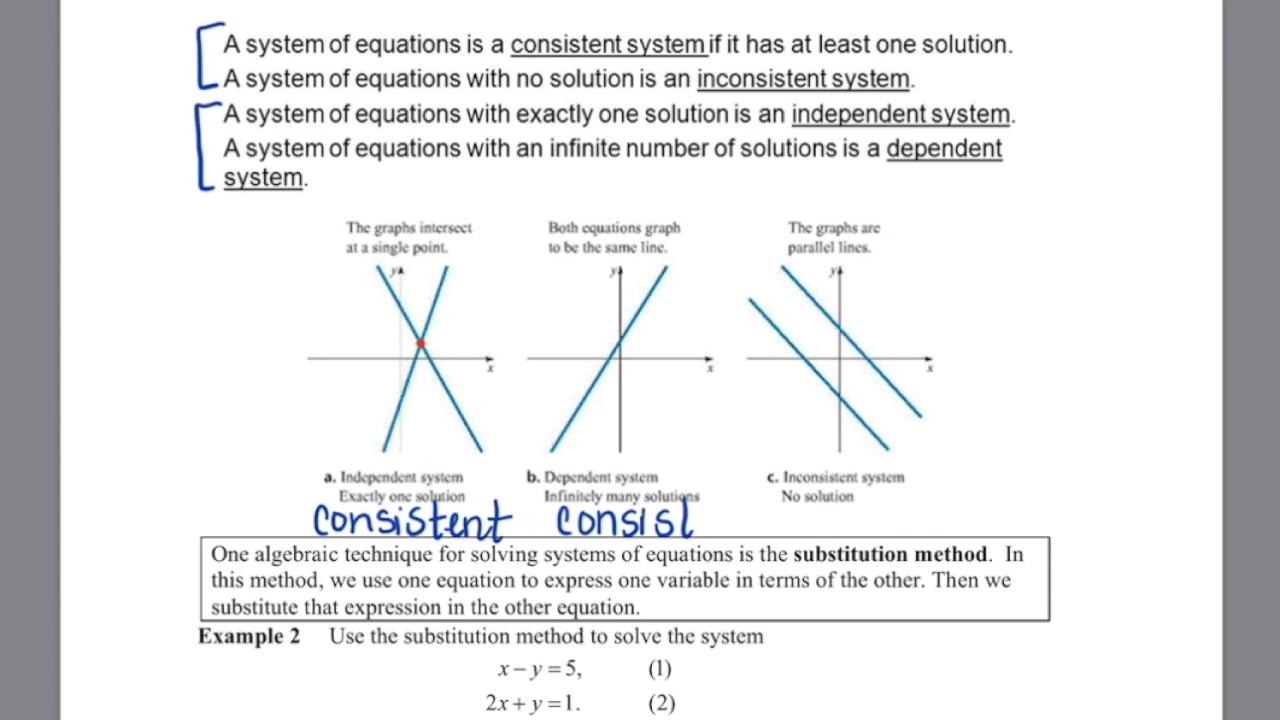 A system of equations is a consistent system if it has at least one solution.
A system of equations with no solution is an inconsistent system.
A system of equations with exactly one solution is an independent system.
A system of equations with an infinite number of solutions is a dependent
system.
The graphs intersect
at a single point.
Both equations graph
to be the same line.
The graphs are
parallel lines.
y
y
y
x
x
x
a. Independent system
Exactly one solution
b. Dependent system
Infinitely many solutions
c. Inconsistent system
No solution
consistent
consist
One algebraic technique for solving systems of equations is the substitution method. In
this method, we use one equation to express one variable in terms of the other. Then we
substitute that expression in the other equation.
Example 2 Use the substitution method to solve the system
x – y = 5, (1)
2x + y = 1. (2)